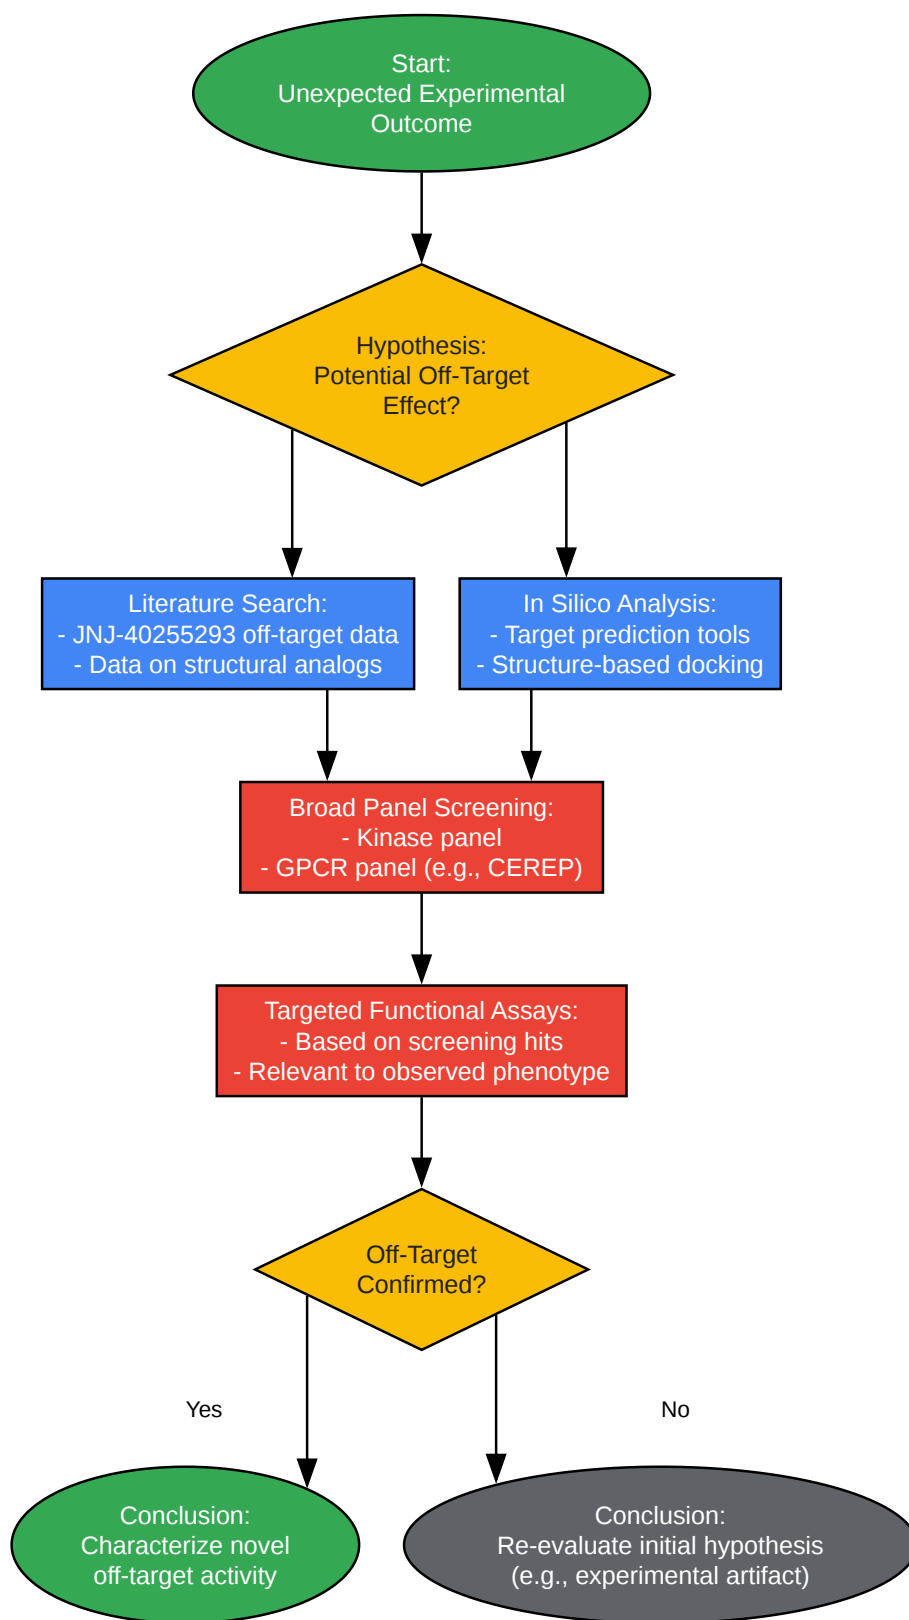 Start:
Unexpected Experimental
Outcome
Hypothesis:
Potential Off-Target
Effect?
Literature Search:
- JNJ-40255293 off-target data
- Data on structural analogs
In Silico Analysis:
- Target prediction tools
- Structure-based docking
Broad Panel Screening:
- Kinase panel
- GPCR panel (e.g., CEREP)
Targeted Functional Assays:
- Based on screening hits
- Relevant to observed phenotype
Off-Target
Confirmed?
Yes
No
Conclusion:
Characterize novel
off-target activity
Conclusion:
Re-evaluate initial hypothesis
(e.g., experimental artifact)